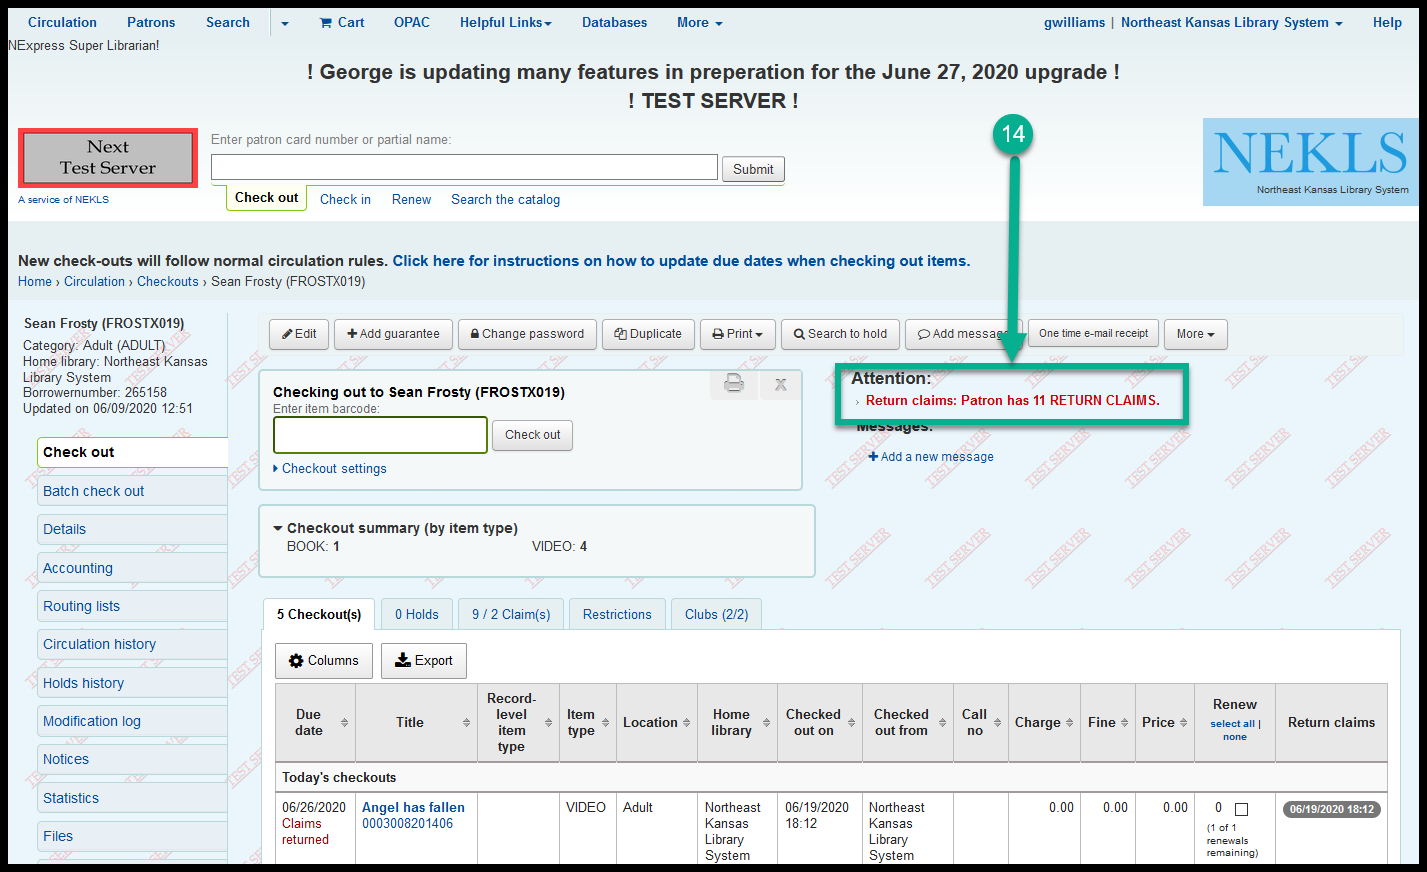 Circulation Patrons Search Cart OPAC Helpful Links Databases More gwilliams | Northeast Kansas Library System Help
NExpress Super Librarian!
! George is updating many features in preperation for the June 27, 2020 upgrade !
! TEST SERVER !
14
Next
Test Server
A service of NEKLS
Enter patron card number or partial name:
Submit
Check out Check in Renew Search the catalog
NEKLS
Northeast Kansas Library System
New check-outs will follow normal circulation rules. Click here for instructions on how to update due dates when checking out items.
Home › Circulation › Checkouts › Sean Frosty (FROSTX019)
Sean Frosty (FROSTX019)
Category: Adult (ADULT)
Home library: Northeast Kansas
Library System
Borrowernumber: 265158
Updated on 06/09/2020 12:51
Check out
Batch check out
Details
Accounting
Routing lists
Circulation history
Holds history
Modification log
Notices
Statistics
Files
Edit Add guarantee Change password Duplicate Print Search to hold Add message One time e-mail receipt More
Checking out to Sean Frosty (FROSTX019)
X
Enter item barcode:
Check out
Checkout settings
Attention:
› Return claims: Patron has 11 RETURN CLAIMS.
Messages:
Add a new message
Checkout summary (by item type)
BOOK: 1 VIDEO: 4
5 Checkout(s) 0 Holds 9 / 2 Claim(s) Restrictions Clubs (2/2)
Columns Export
Due date
Title
Record-level item type
Item type
Location
Home library
Checked out on
Checked out from
Call no
Charge
Fine
Price
Renew
select all |
none
Return claims
Today's checkouts
06/26/2020
Claims
returned
Angel has fallen
0003008201406
VIDEO
Adult
Northeast
Kansas
Library
System
06/19/2020
18:12
Northeast
Kansas
Library
System
0.00
0.00
0.00
0
(1 of 1
renewals
remaining)
06/19/2020 18:12
TEST SERVER